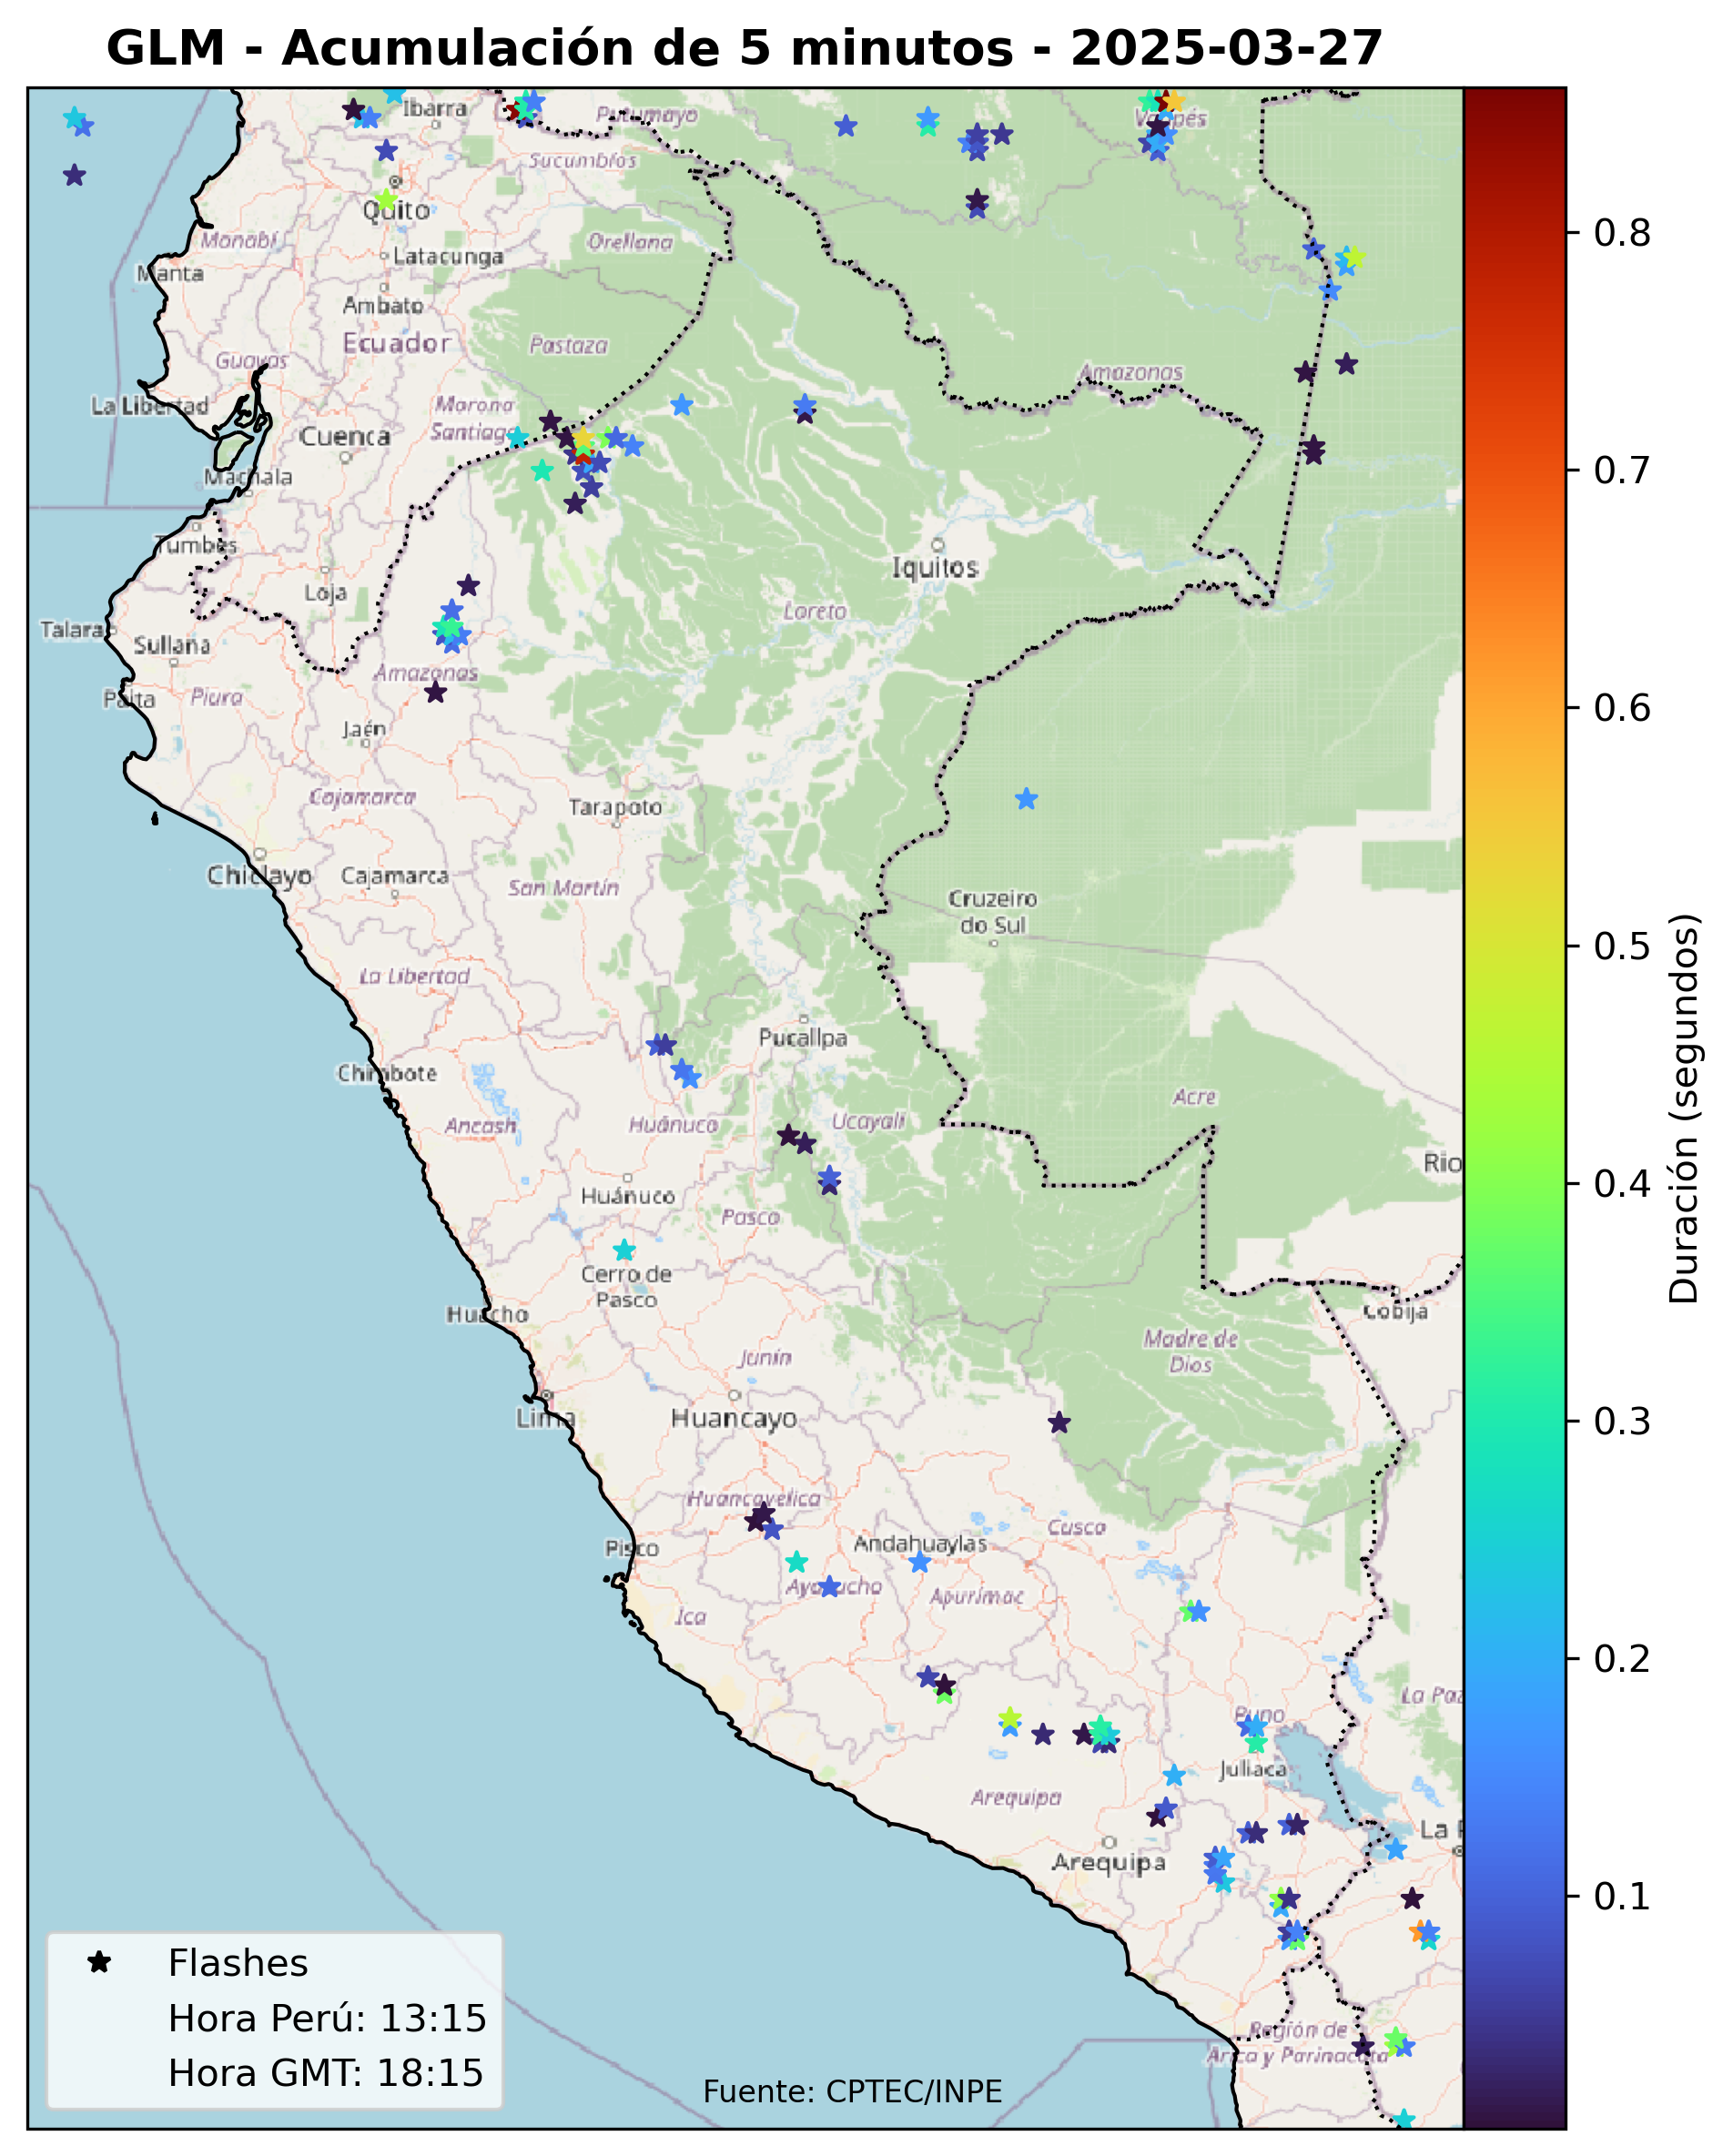 GLM - Acumulación de 5 minutos - 2025-03-27
Ibarra
Putumayo
Vaupés
Sucumbíos
Quito
Manabí
Orellana
Latacunga
Manta
Ambato
Ecuador
Pastaza
Guayas
Amazonas
La Libertad
Morona
Santiago
Cuenca
Machala
Tumbes
Iquitos
Loja
Loreto
Talara
Sullana
Amazonas
Paita
Piura
Jaén
Cajamarca
Tarapoto
Chiclayo
Cajamarca
San Martín
Cruzeiro
do Sul
La Libertad
Pucallpa
Chimbote
Acre
Ancash
Huánuco
Ucayali
Rio
Huánuco
Pasco
Cerro de
Pasco
Huacho
Cobija
Madre de
Dios
Junín
Lima
Huancayo
Huancavelica
Cusco
Pisco
Andahuaylas
Ayacucho
Apurímac
Ica
La Paz
Puno
Juliaca
Arequipa
La P
Arequipa
Región de
Arica y Parinacota
Flashes
Hora Perú: 13:15
Hora GMT: 18:15
Fuente: CPTEC/INPE
0.8
0.7
0.6
0.5
0.4
0.3
0.2
0.1
Duración (segundos)